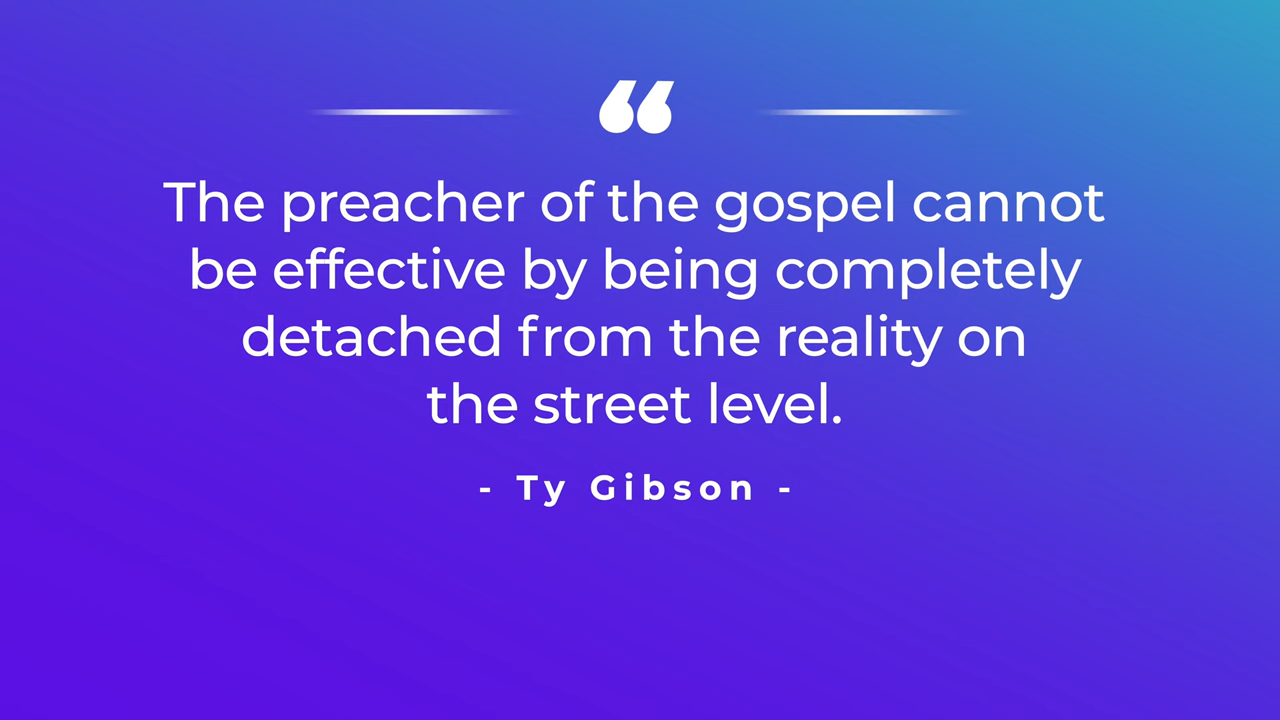 “
The preacher of the gospel cannot
be effective by being completely
detached from the reality on
the street level.
- Ty Gibson -